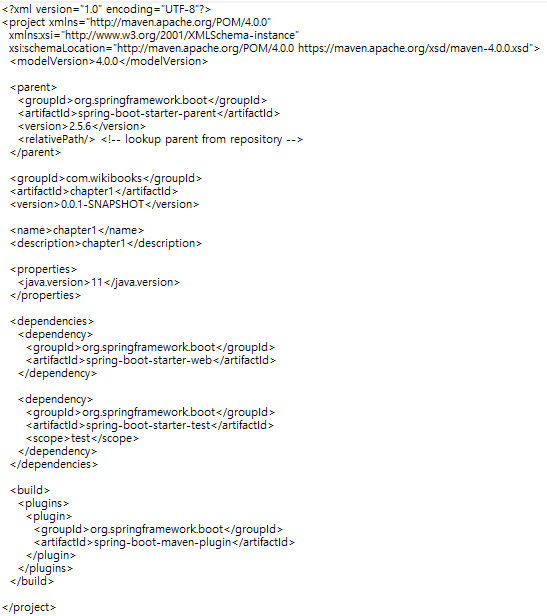 <?xml version="1.0" encoding="UTF-8"?>
<project xmlns="http://maven.apache.org/POM/4.0.0"
xmlns:xsi="http://www.w3.org/2001/XMLSchema-instance"
xsi:schemaLocation="http://maven.apache.org/POM/4.0.0 https://maven.apache.org/xsd/maven-4.0.0.xsd">
<modelVersion>4.0.0</modelVersion>
<parent>
<groupId>org.springframework.boot</groupId>
<artifactId>spring-boot-starter-parent</artifactId>
<version>2.5.6</version>
<relativePath/> <!-- lookup parent from repository -->
</parent>
<groupId>com.wikibooks</groupId>
<artifactId>chapter1</artifactId>
<version>0.0.1-SNAPSHOT</version>
<name>chapter1</name>
<description>chapter1</description>
<properties>
<java.version>11</java.version>
</properties>
<dependencies>
<dependency>
<groupId>org.springframework.boot</groupId>
<artifactId>spring-boot-starter-web</artifactId>
</dependency>
<dependency>
<groupId>org.springframework.boot</groupId>
<artifactId>spring-boot-starter-test</artifactId>
<scope>test</scope>
</dependency>
</dependencies>
<build>
<plugins>
<plugin>
<groupId>org.springframework.boot</groupId>
<artifactId>spring-boot-maven-plugin</artifactId>
</plugin>
</plugins>
</build>
</project>